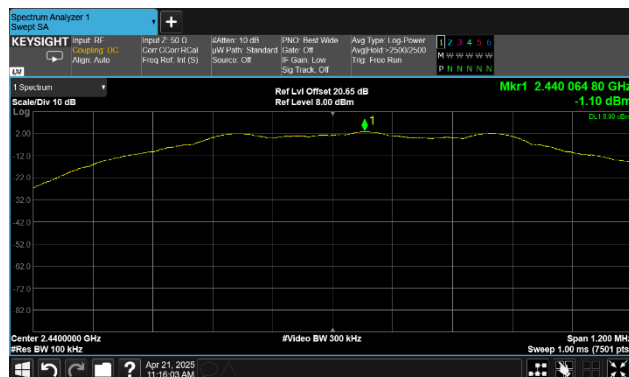 Spectrum Analyzer 1
Swept SA
KEYSIGHT
Input: RF
Coupling: DC
Align: Auto
Input Z: 50 Ω
Corr CCorr RCal
Freq Ref: Int (S)
#Atten: 10 dB
µW Path: Standard
Source: Off
PNO: Best Wide
Gate: Off
IF Gain: Low
Sig Track: Off
Avg Type: Log-Power
Avg|Hold:>2500/2500
Trig: Free Run
1 2 3 4 5 6
M W W W W W
P N N N N N
LXI
1 Spectrum
Scale/Div 10 dB
Log
Ref Lvl Offset 20.65 dB
Ref Level 8.00 dBm
Mkr1 2.440 064 80 GHz
-1.10 dBm
1
2.00
-12.0
-22.0
-32.0
-42.0
-52.0
-62.0
-72.0
-82.0
Center 2.4400000 GHz
#Res BW 100 kHz
#Video BW 300 kHz
Span 1.200 MHz
Sweep 1.00 ms (7501 pts)
?
Apr 21, 2025
11:16:03 AM